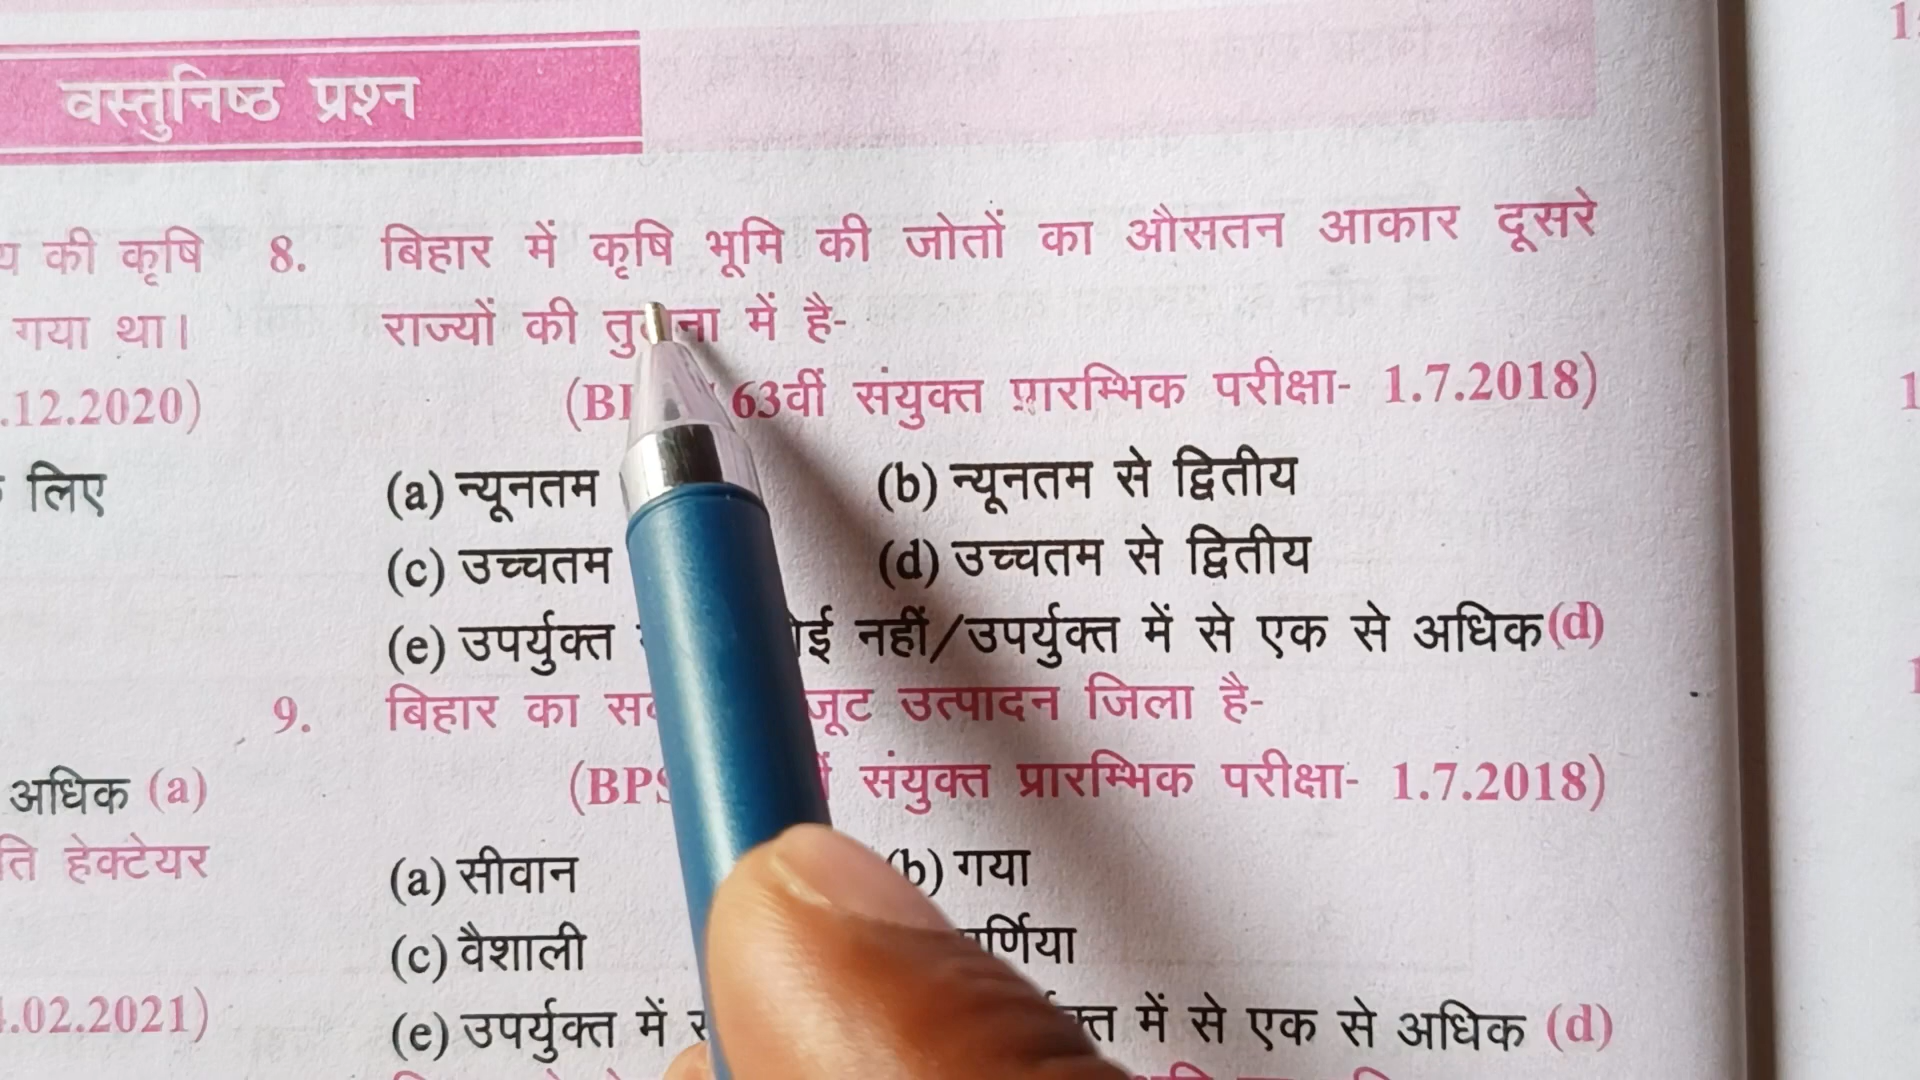 वस्तुनिष्ठ प्रश्न
की कृषि
गया था।
.12.2020)
लिए
अधिक (a)
हेक्टेयर
.02.2021)
8. बिहार में कृषि भूमि की जोतों का औसतन आकार दूसरे
राज्यों की में है-
63वीं संयुक्त प्रारम्भिक परीक्षा- 1.7.2018)
(a) न्यूनतम (b) न्यूनतम से द्वितीय
(c) उच्चतम (d) उच्चतम से द्वितीय
(e) उपर्युक्त नहीं/उपर्युक्त में से एक से अधिक (d)
9. बिहार का जूट उत्पादन जिला है-
संयुक्त प्रारम्भिक परीक्षा- 1.7.2018)
(a) सीवान (b) गया
(c) वैशाली
(e) उपर्युक्त में में से एक से अधिक (d)